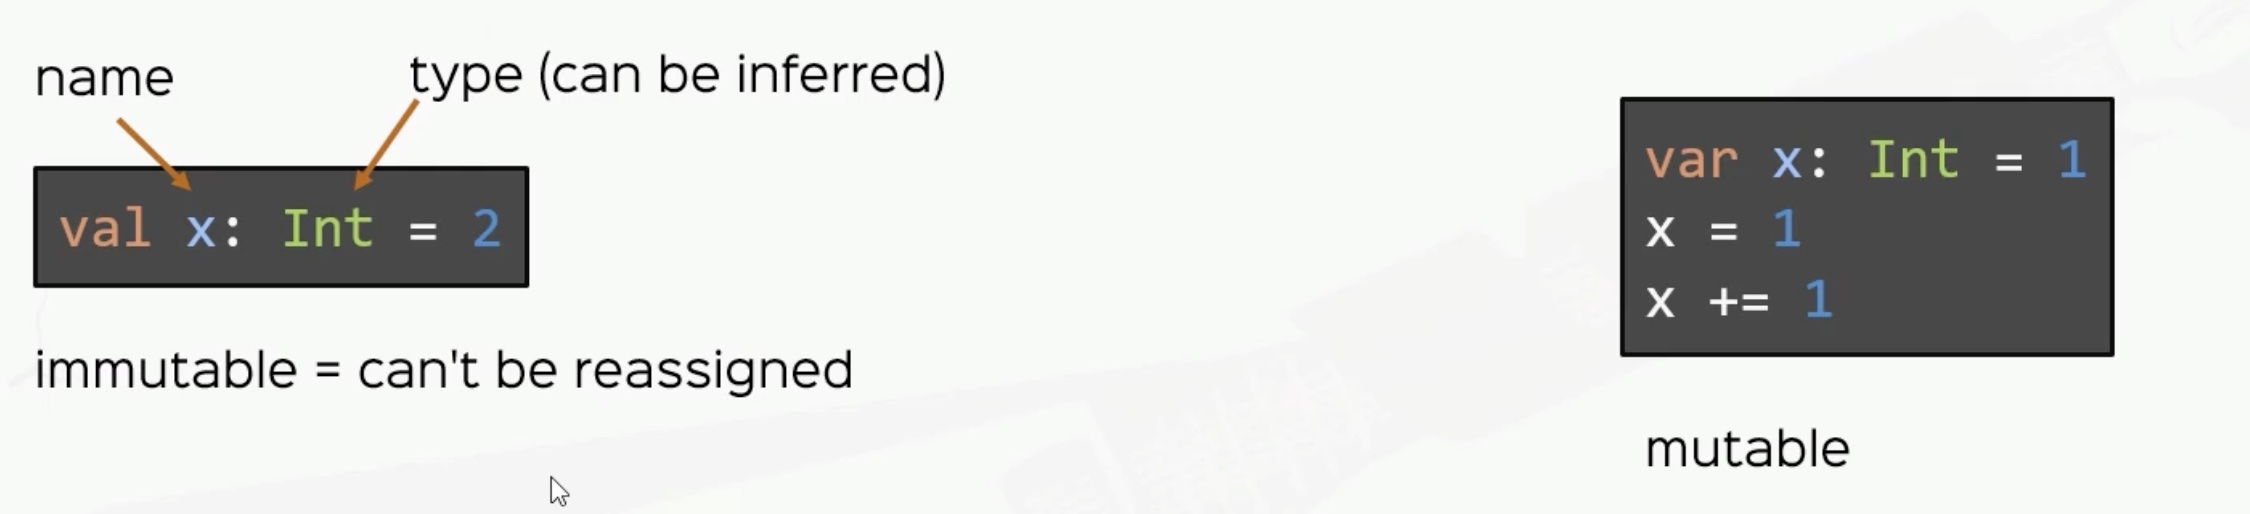 name
type (can be inferred)
val x: Int = 2
immutable = can't be reassigned
var x: Int = 1
x = 1
x += 1
mutable